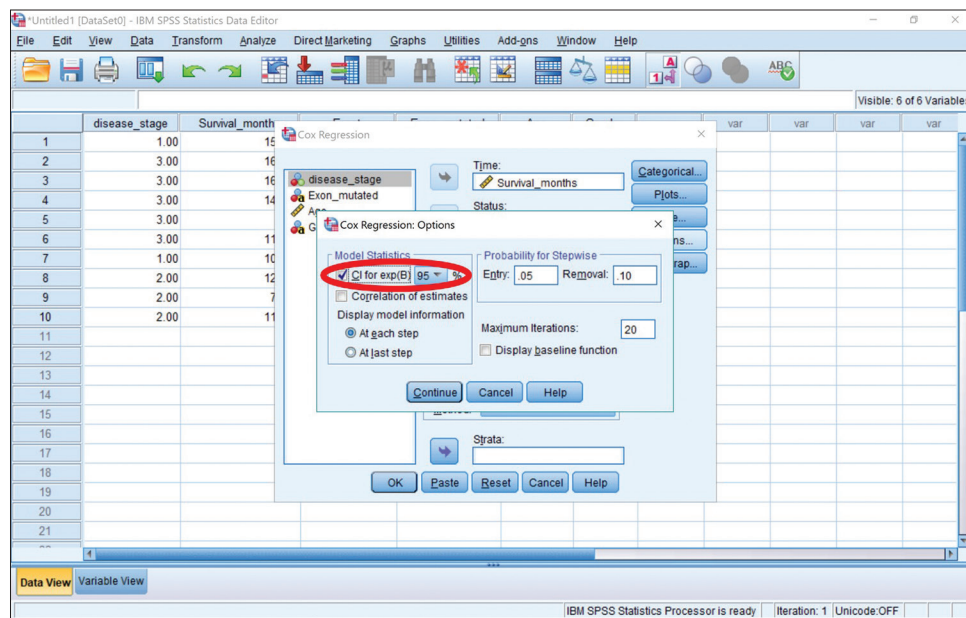 *Untitled1 [DataSet0] - IBM SPSS Statistics Data Editor
File Edit View Data Transform Analyze Direct Marketing Graphs Utilities Add-ons Window Help
Visible: 6 of 6 Variable
disease_stage Survival_month var var var var
1 1.00 15
2 3.00 16
3 3.00 16
4 3.00 14
5 3.00
6 3.00 11
7 1.00 10
8 2.00 12
9 2.00 7
10 2.00 11
11
12
13
14
15
16
17
18
19
20
21
Cox Regression
disease_stage
Exon_mutated
Time:
Survival_months
Status:
Categorical...
Plots...
Cox Regression: Options
Model Statistics
CI for exp(B) 95 %
Correlation of estimates
Display model information
At each step
At last step
Probability for Stepwise
Entry: .05 Removal: .10
Maximum Iterations: 20
Display baseline function
Continue Cancel Help
Strata:
OK Paste Reset Cancel Help
Data View Variable View
IBM SPSS Statistics Processor is ready Iteration: 1 Unicode:OFF